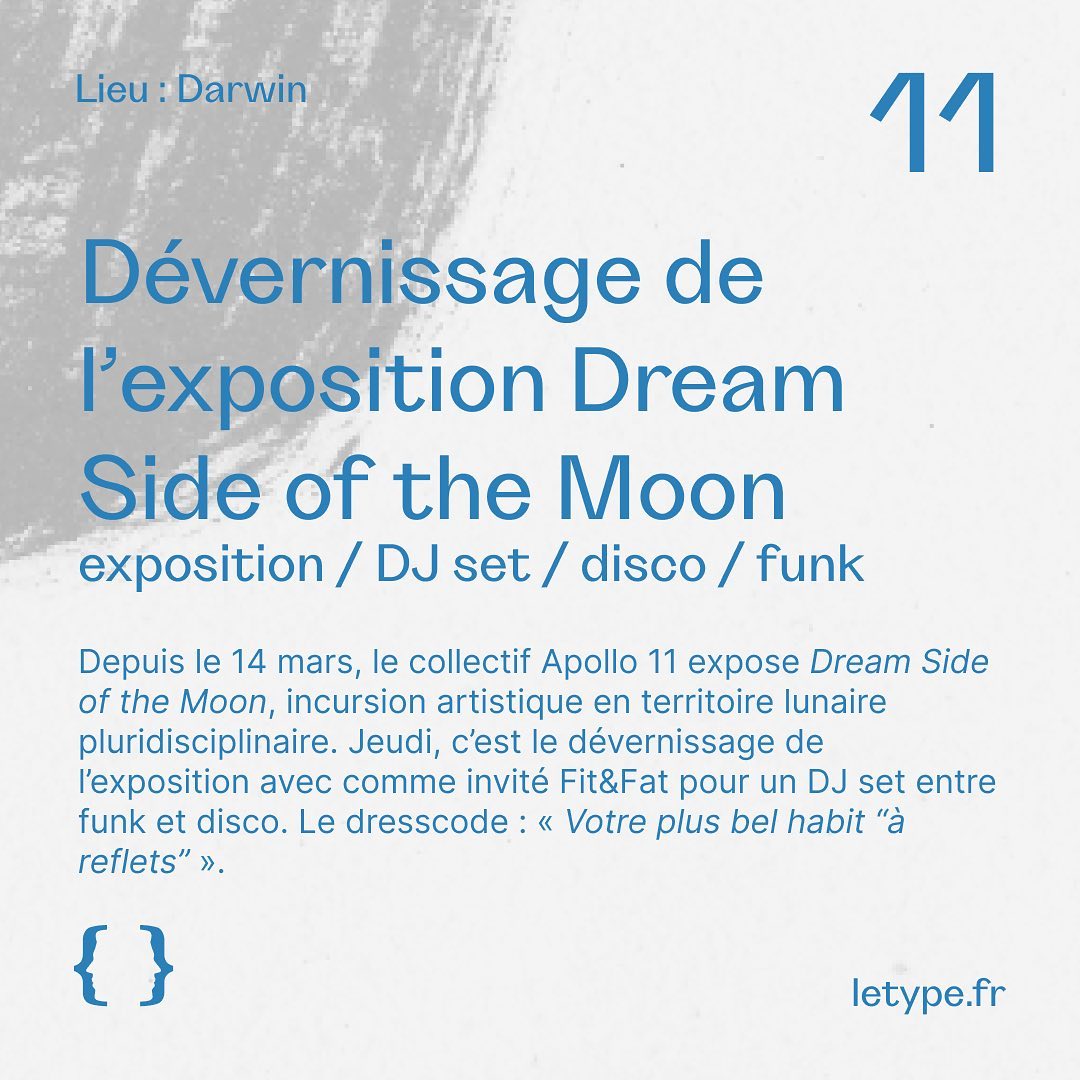 Lieu : Darwin
11
Dévernissage de
l’exposition Dream
Side of the Moon
exposition / DJ set / disco / funk
Depuis le 14 mars, le collectif Apollo 11 expose Dream Side
of the Moon, incursion artistique en territoire lunaire
pluridisciplinaire. Jeudi, c’est le dévernissage de
l’exposition avec comme invité Fit&Fat pour un DJ set entre
funk et disco. Le dresscode : « Votre plus bel habit “à
reflets” ».
{ }
letype.fr